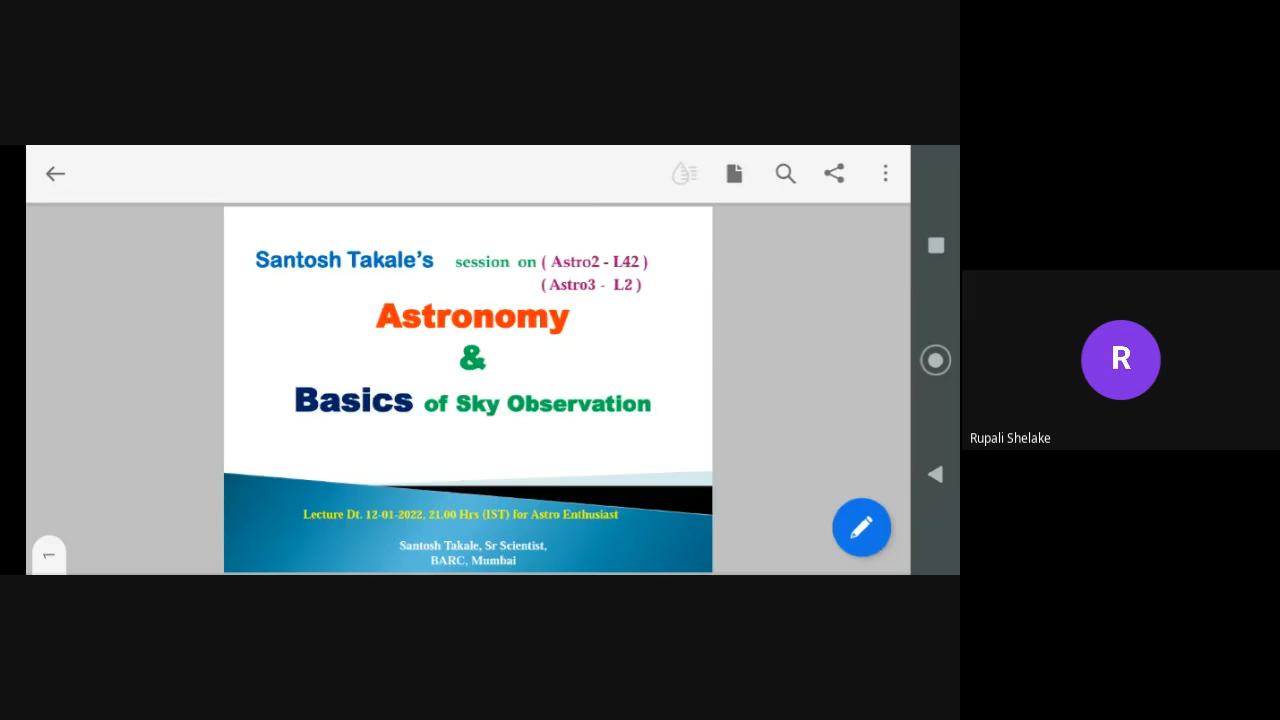 Santosh Takale's session on ( Astro2 - L42 )
( Astro3 - L2 )
Astronomy
&
Basics of Sky Observation
Lecture Dt. 12-01-2022, 21.00 Hrs (IST) for Astro Enthusiast
Santosh Takale, Sr Scientist,
BARC, Mumbai
1
R
Rupali Shelake